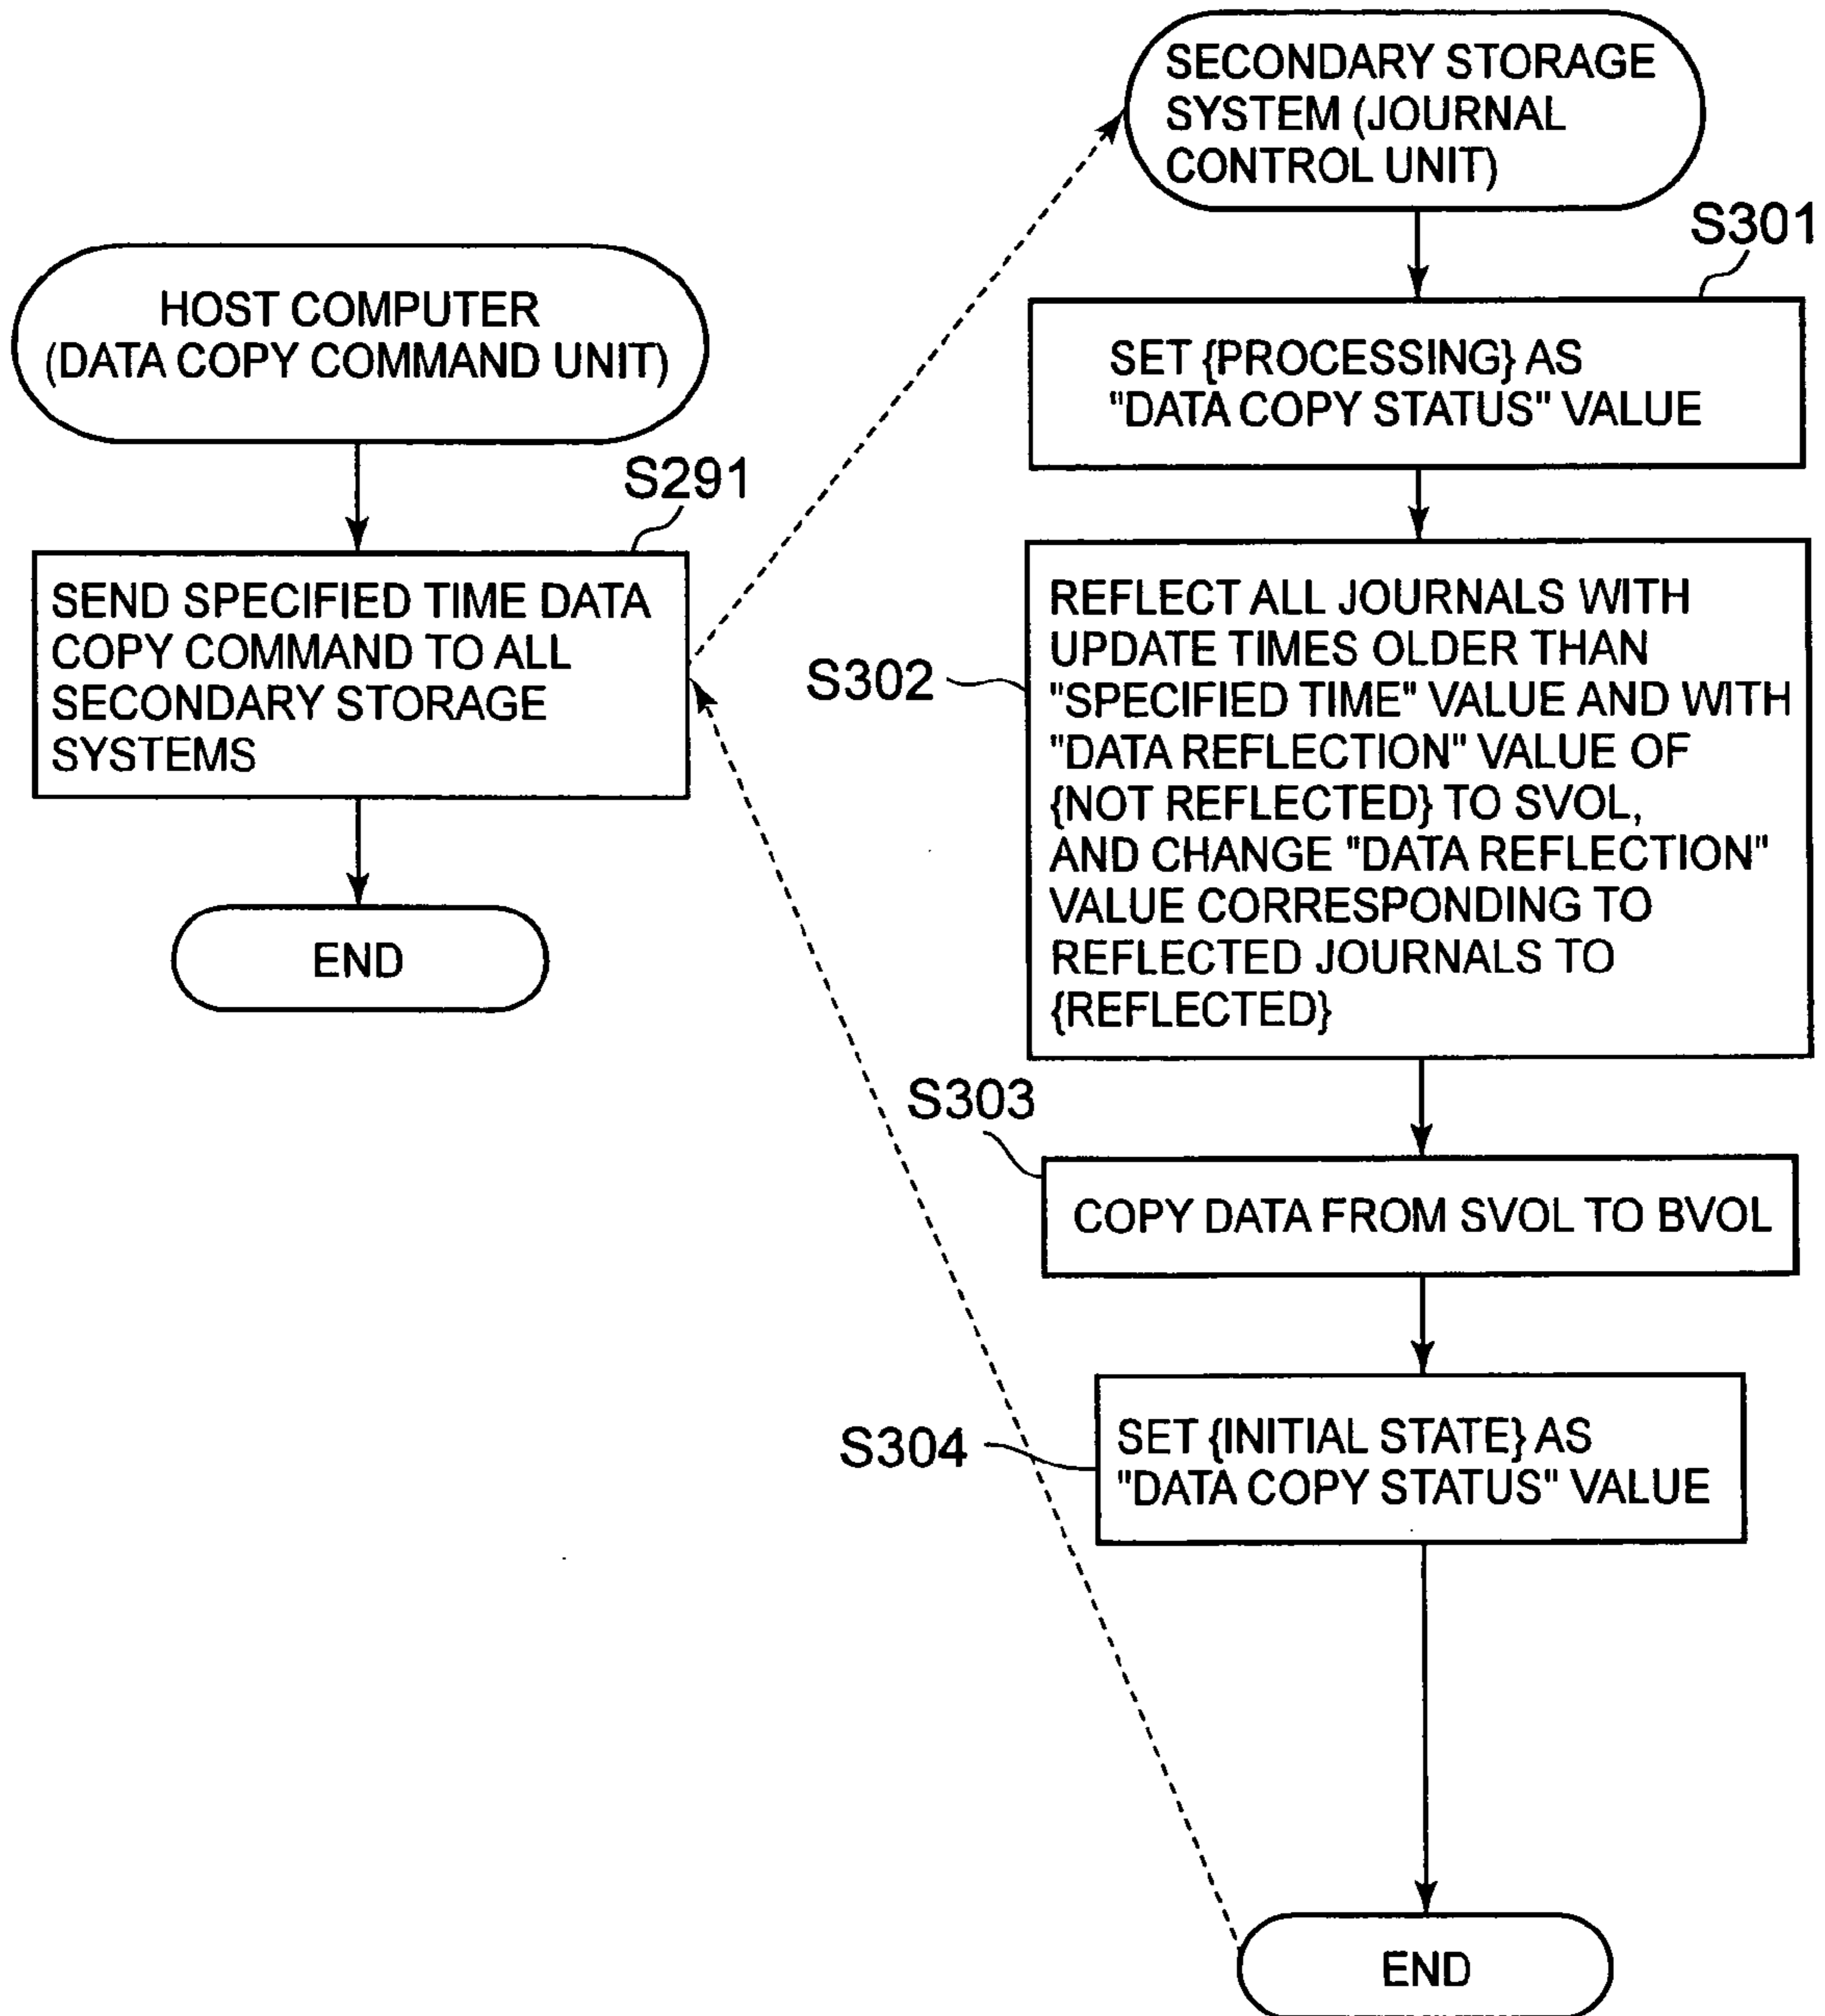 HOST COMPUTER
(DATA COPY COMMAND UNIT)
S291
SEND SPECIFIED TIME DATA
COPY COMMAND TO ALL
SECONDARY STORAGE
SYSTEMS
END
SECONDARY STORAGE
SYSTEM (JOURNAL
CONTROL UNIT)
S301
SET {PROCESSING} AS
"DATA COPY STATUS" VALUE
S302
REFLECT ALL JOURNALS WITH
UPDATE TIMES OLDER THAN
"SPECIFIED TIME" VALUE AND WITH
"DATA REFLECTION" VALUE OF
{NOT REFLECTED} TO SVOL,
AND CHANGE "DATA REFLECTION"
VALUE CORRESPONDING TO
REFLECTED JOURNALS TO
{REFLECTED}
S303
COPY DATA FROM SVOL TO BVOL
S304
SET {INITIAL STATE} AS
"DATA COPY STATUS" VALUE
END